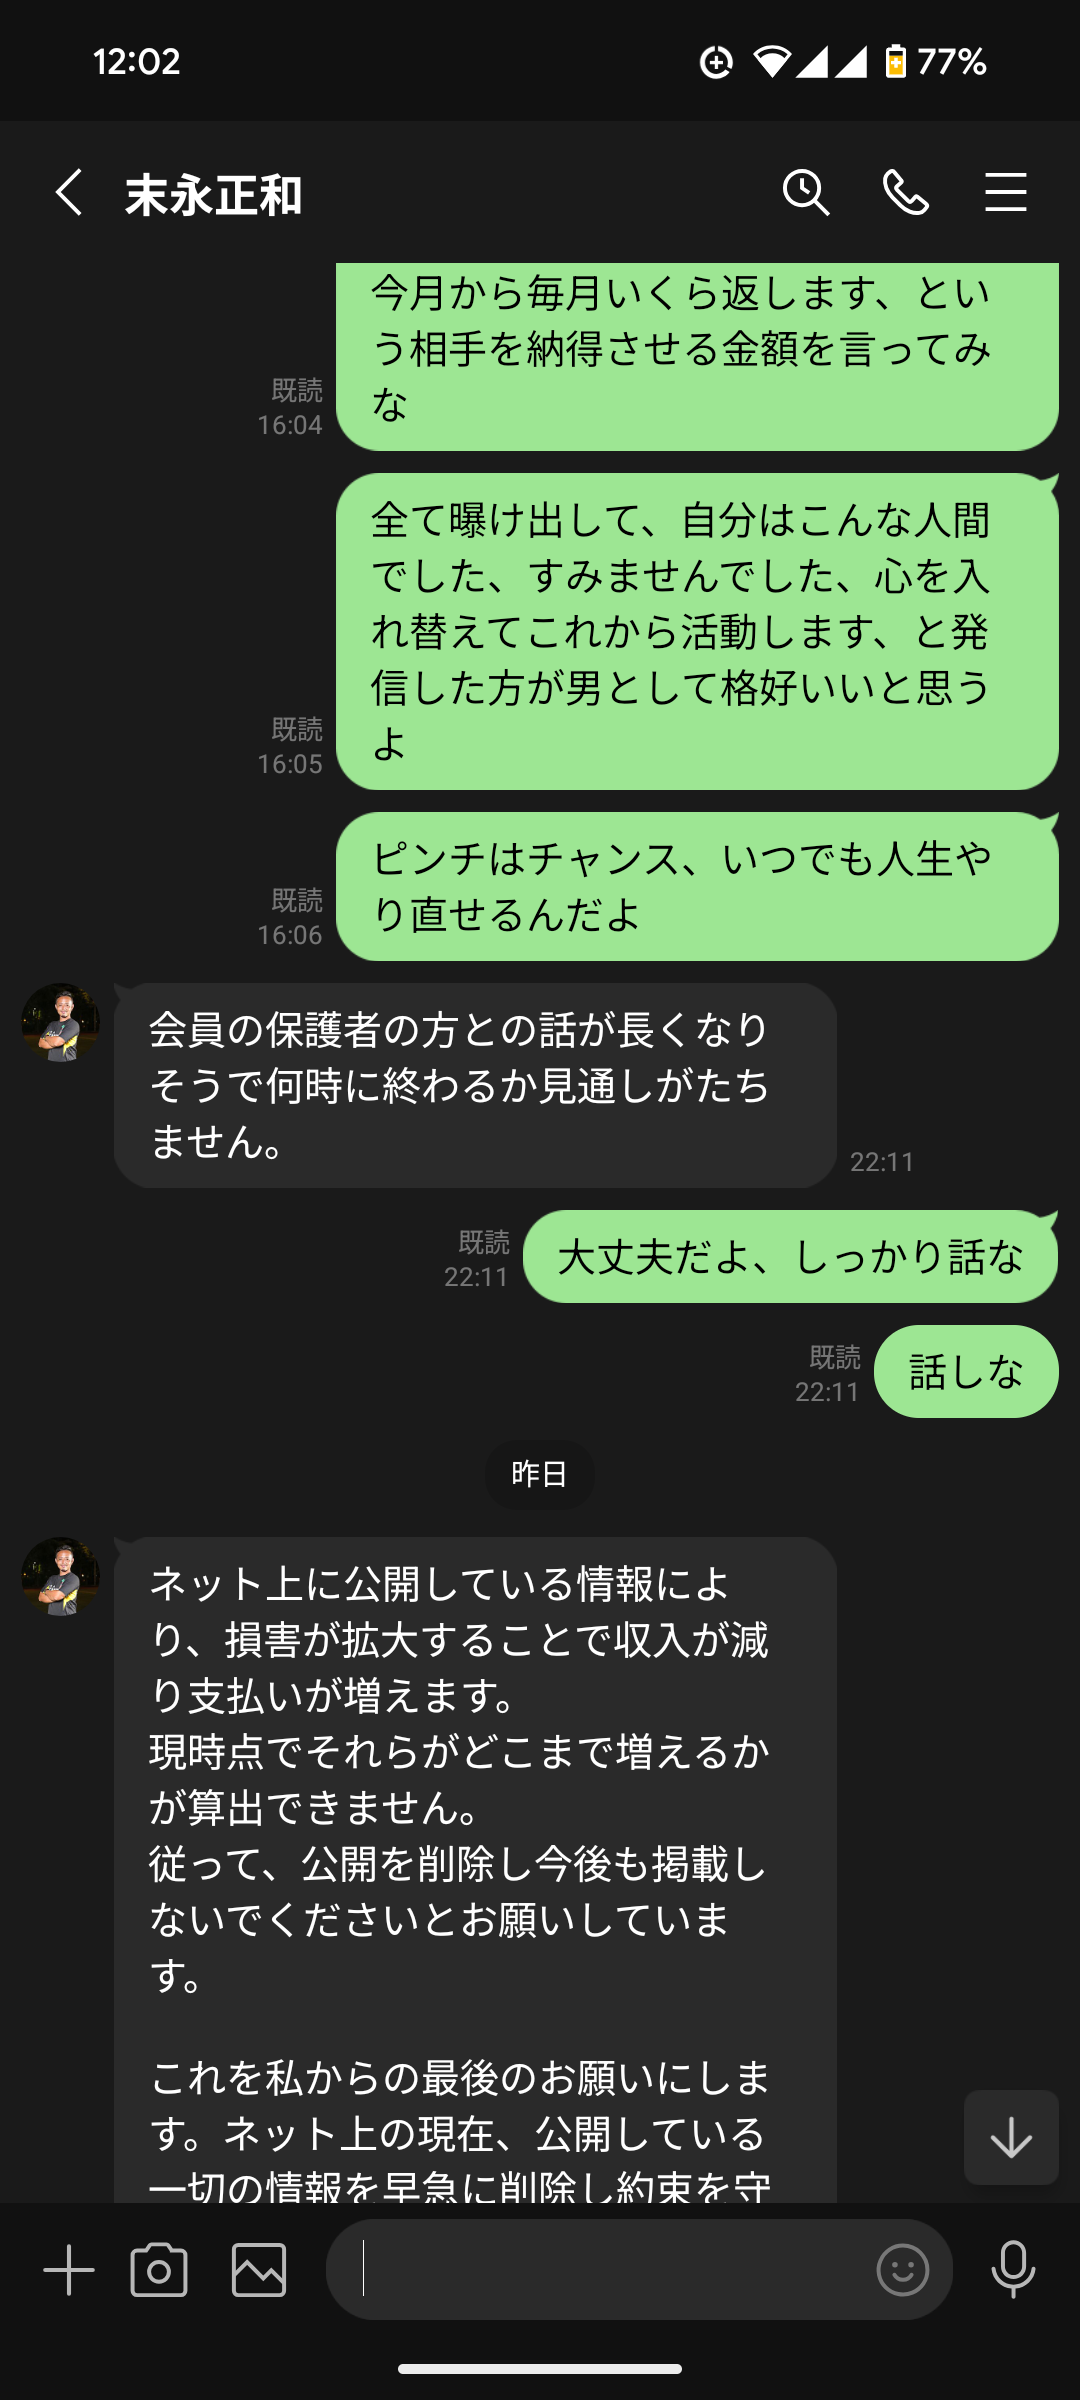 12:02
77%
末永正和
今月から毎月いくら返します、とい
う相手を納得させる金額を言ってみ
な
既読
16:04
全て曝け出して、自分はこんな人間
でした、すみませんでした、心を入
れ替えてこれから活動します、と発
信した方が男として格好いいと思う
よ
既読
16:05
ピンチはチャンス、いつでも人生や
り直せるんだよ
既読
16:06
会員の保護者の方との話が長くなり
そうで何時に終わるか見通しがたち
ません。
22:11
大丈夫だよ、しっかり話な
既読
22:11
話しな
既読
22:11
昨日
ネット上に公開している情報によ
り、損害が拡大することで収入が減
り支払いが増えます。
現時点でそれらがどこまで増えるか
が算出できません。
従って、公開を削除し今後も掲載し
ないでくださいとお願いしていま
す。
これを私からの最後のお願いにしま
す。ネット上の現在、公開している
一切の情報を早急に削除し約束を守